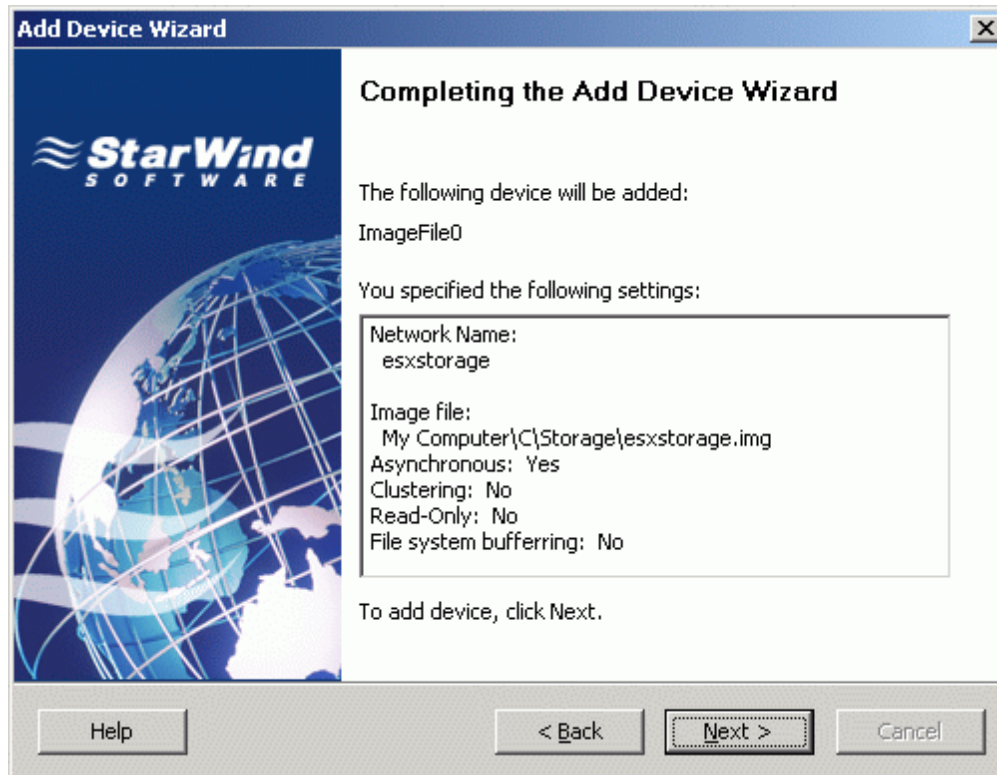 Add Device Wizard
StarWind
SOFTWARE
Completing the Add Device Wizard
The following device will be added:
ImageFile0
You specified the following settings:
Network Name:
esxstorage
Image file:
My Computer\C\Storage\esxstorage.img
Asynchronous: Yes
Clustering: No
Read-Only: No
File system bufferring: No
To add device, click Next.
Help
< Back
Next >
Cancel